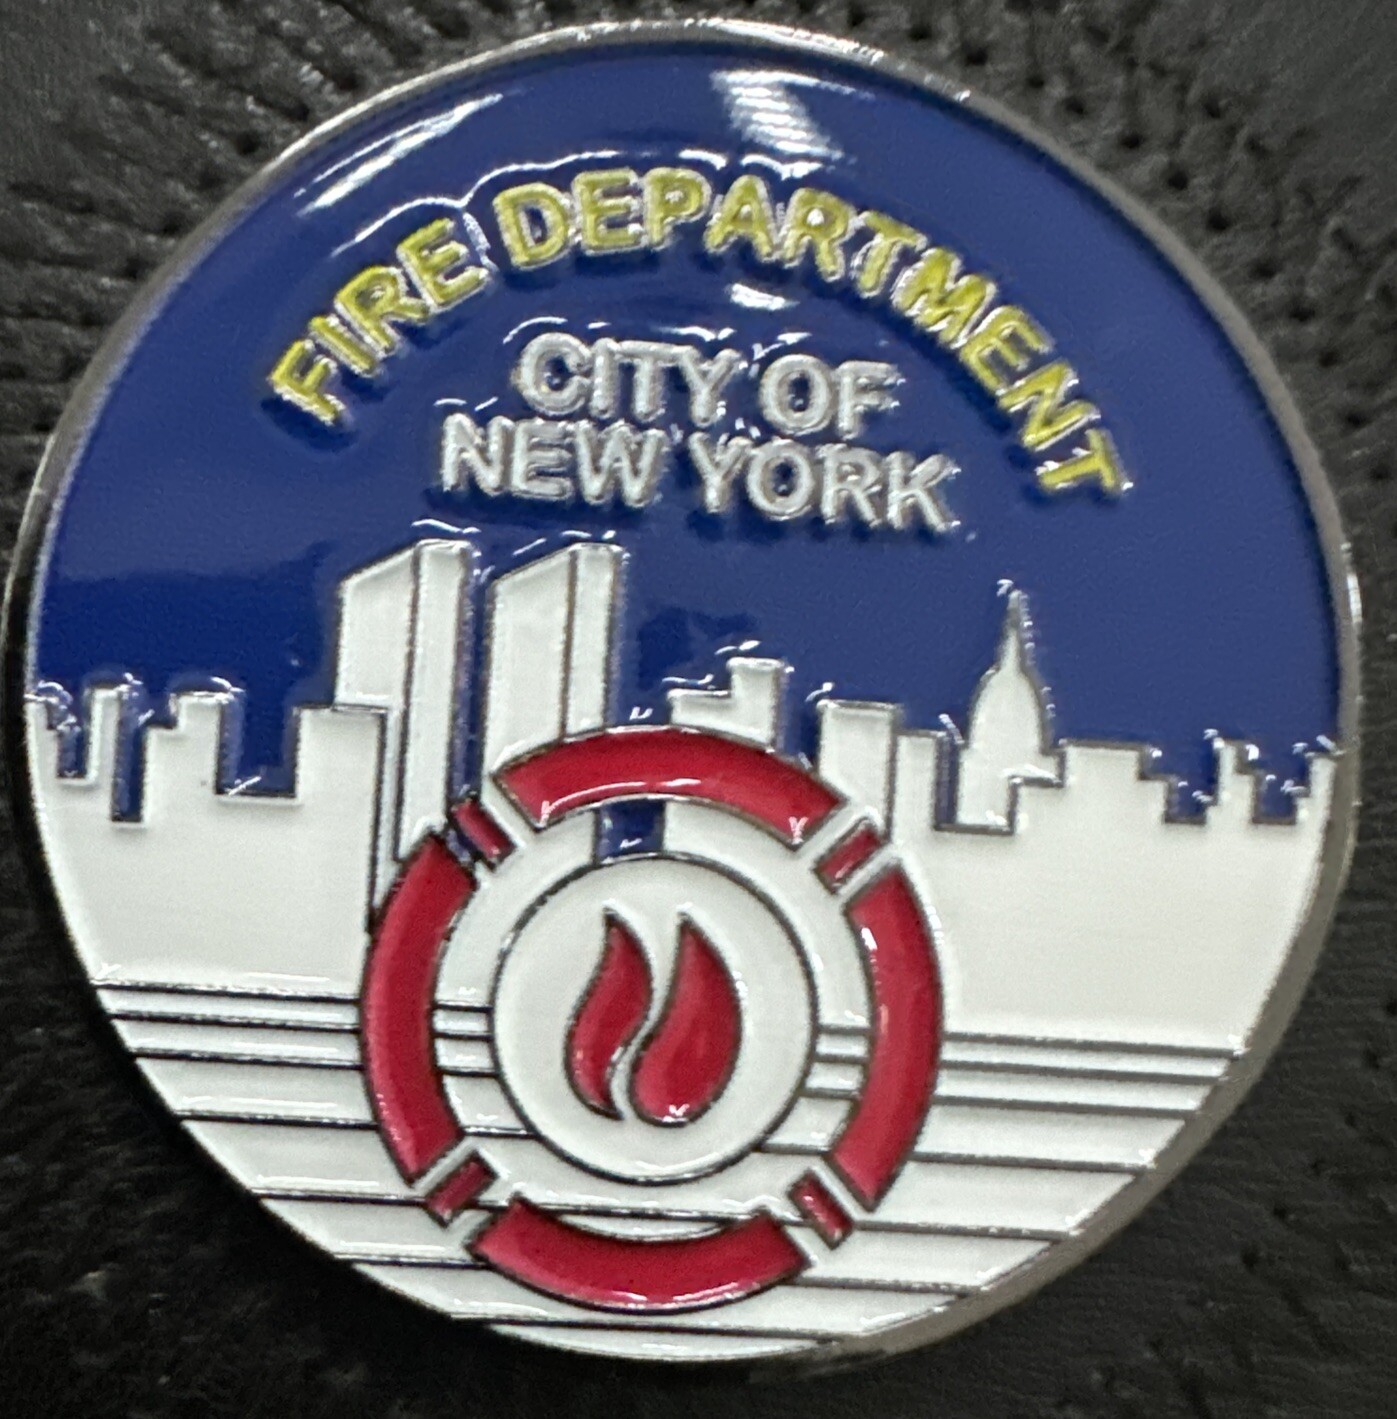 FIRE DEPARTMENT
CITY OF
NEW YORK